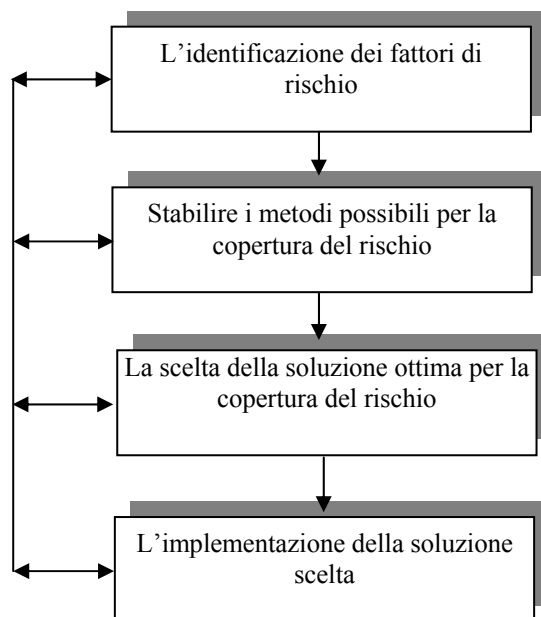 L’identificazione dei fattori di
rischio
Stabilire i metodi possibili per la
copertura del rischio
La scelta della soluzione ottima per la
copertura del rischio
L’implementazione della soluzione
scelta